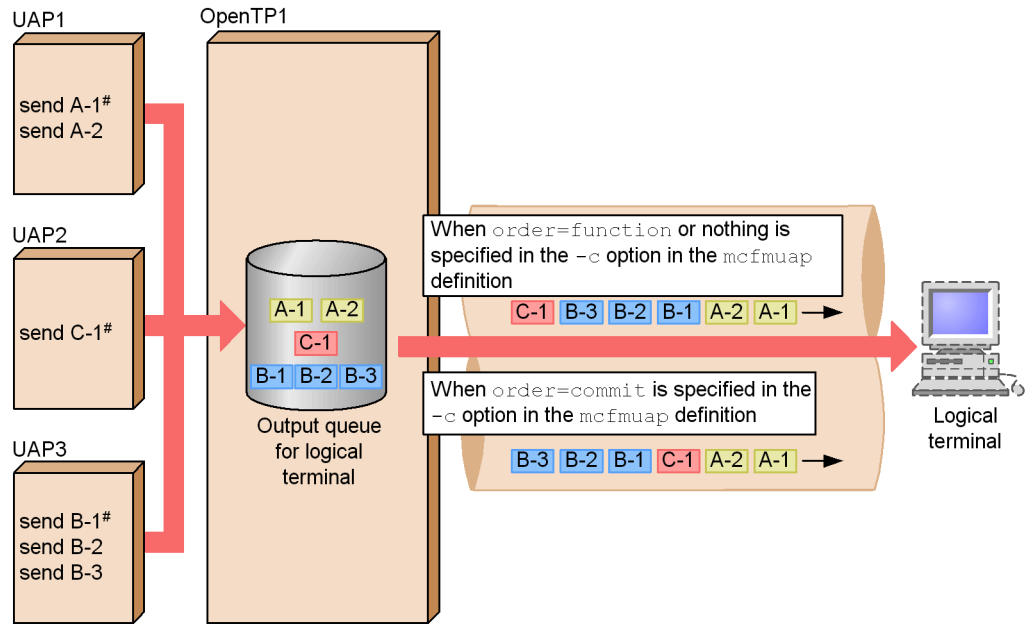 UAP1
OpenTP1
send A-1#
send A-2
UAP2
send C-1#
UAP3
send B-1#
send B-2
send B-3
A-1 A-2
C-1
B-1 B-2 B-3
Output queue
for logical
terminal
When order=function or nothing is
specified in the -c option in the mcfmuap
definition
C-1 B-3 B-2 B-1 A-2 A-1
When order=commit is specified in the
-c option in the mcfmuap definition
B-3 B-2 B-1 C-1 A-2 A-1
Logical
terminal